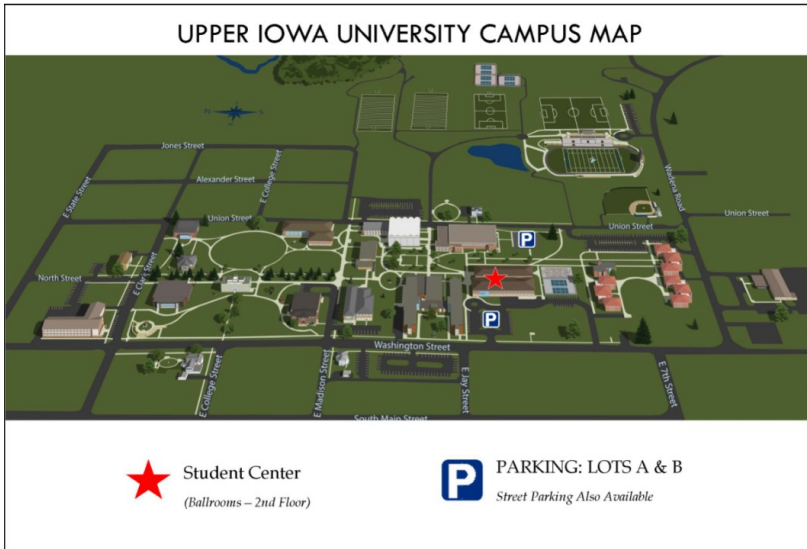 UPPER IOWA UNIVERSITY CAMPUS MAP
Jones Street
Alexander Street
E College Street
E State Street
Wadena Road
Union Street
Union Street
Union Street
P
North Street
E Clark Street
P
Washington Street
E College Street
E Madison Street
E Jay Street
E 7th Street
South Main Street
Student Center
(Ballrooms – 2nd Floor)
P
PARKING: LOTS A & B
Street Parking Also Available